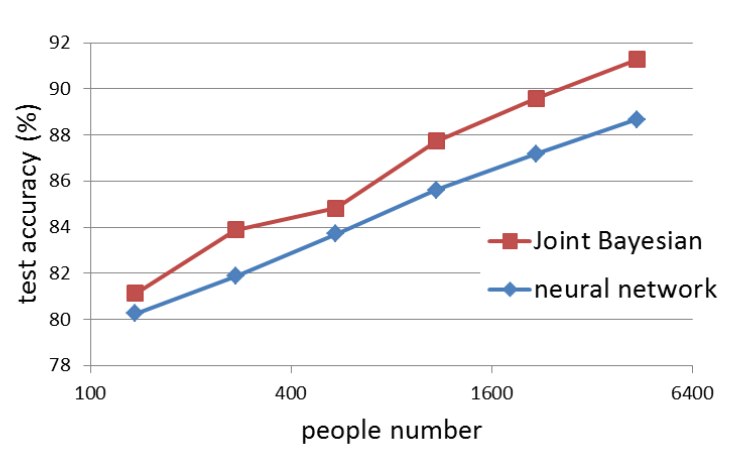 92
90
88
86
84
82
80
78
test accuracy (%)
Joint Bayesian
neural network
100 400 1600 6400
people number